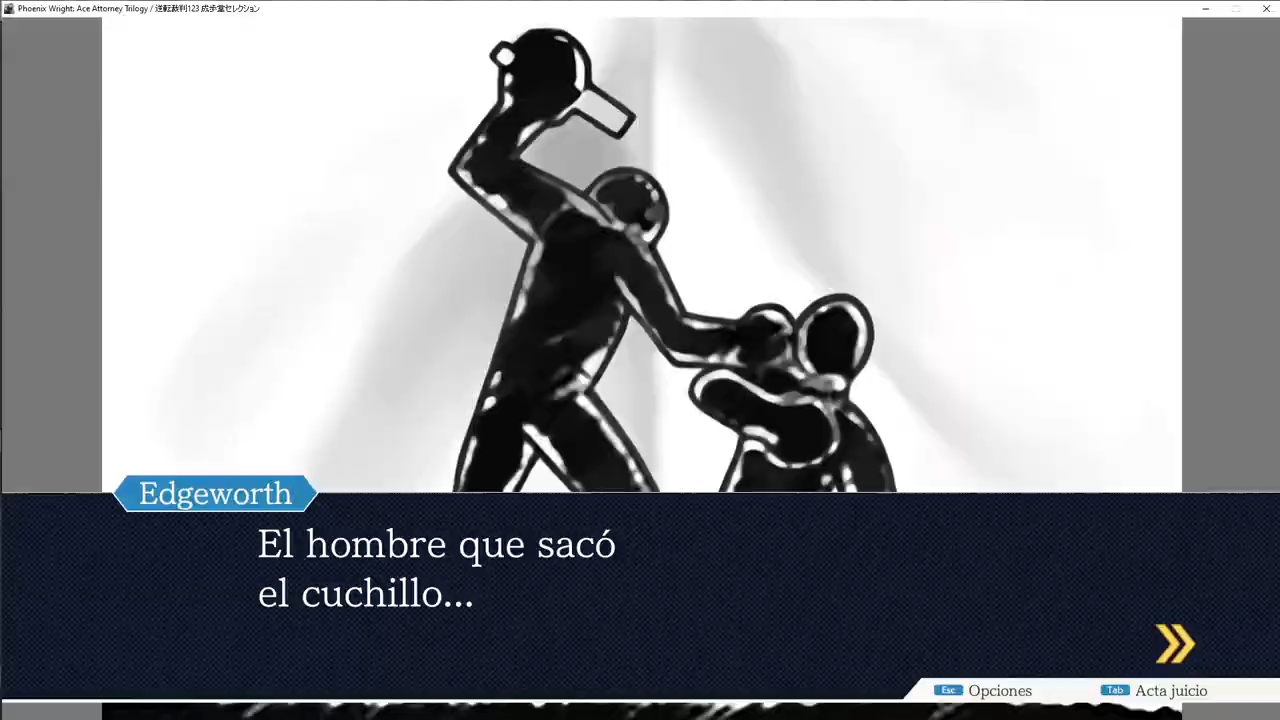 Phoenix Wright: Ace Attorney Trilogy / 逆転裁判123 成歩堂セレクション
Edgeworth
El hombre que sacó
el cuchillo...
Esc Opciones
Tab Acta juicio